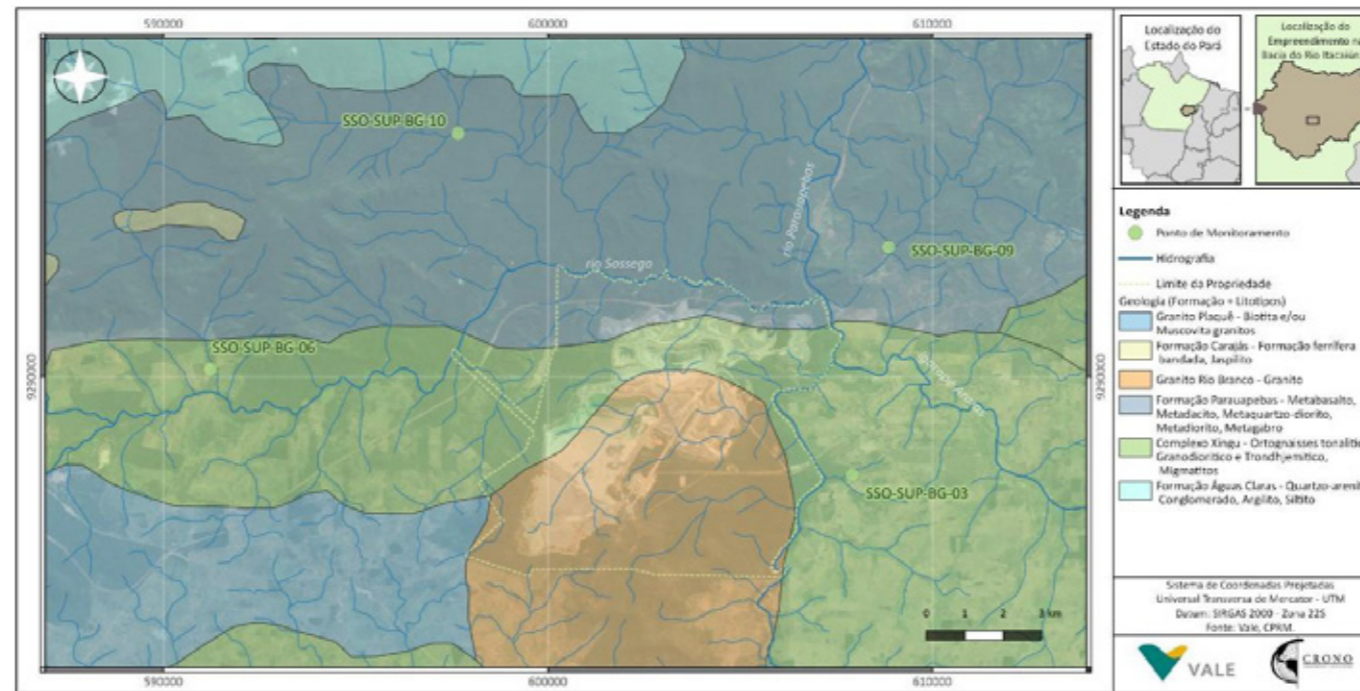 590000
600000
610000
SSO-SUP-BG-10
rio Parauapebas
SSO-SUP-BG-09
rio Sossego
SSO-SUP-BG-06
9290000
9290000
SSO-SUP-BG-03
0 1 2 3 km
590000
600000
610000
Localização do
Estado do Pará
Localização do
Empreendimento na
Bacia do Rio Itacaiún
Legenda
Ponto de Monitoramento
Hidrografia
Limite da Propriedade
Geologia (Formação + Litotipos)
Granito Plaquê - Biotita e/ou
Muscovita granitos
Formação Carajás - Formação ferrífera
bandada, Jaspilito
Granito Rio Branco - Granito
Formação Parauapebas - Metabasalto,
Metadacito, Metaquartzo-diorito,
Metadiorito, Metagabro
Complexo Xingu - Ortognaisses tonalític
Granodiorítico e Trondhjemítico,
Migmatitos
Formação Águas Claras - Quartzo-arenit
Conglomerado, Argilito, Siltito
Sistema de Coordenadas Projetadas
Universal Transversa de Mercator - UTM
Datum: SIRGAS 2000 - Zona 22S
Fonte: Vale, CPRM.
VALE
CRONO